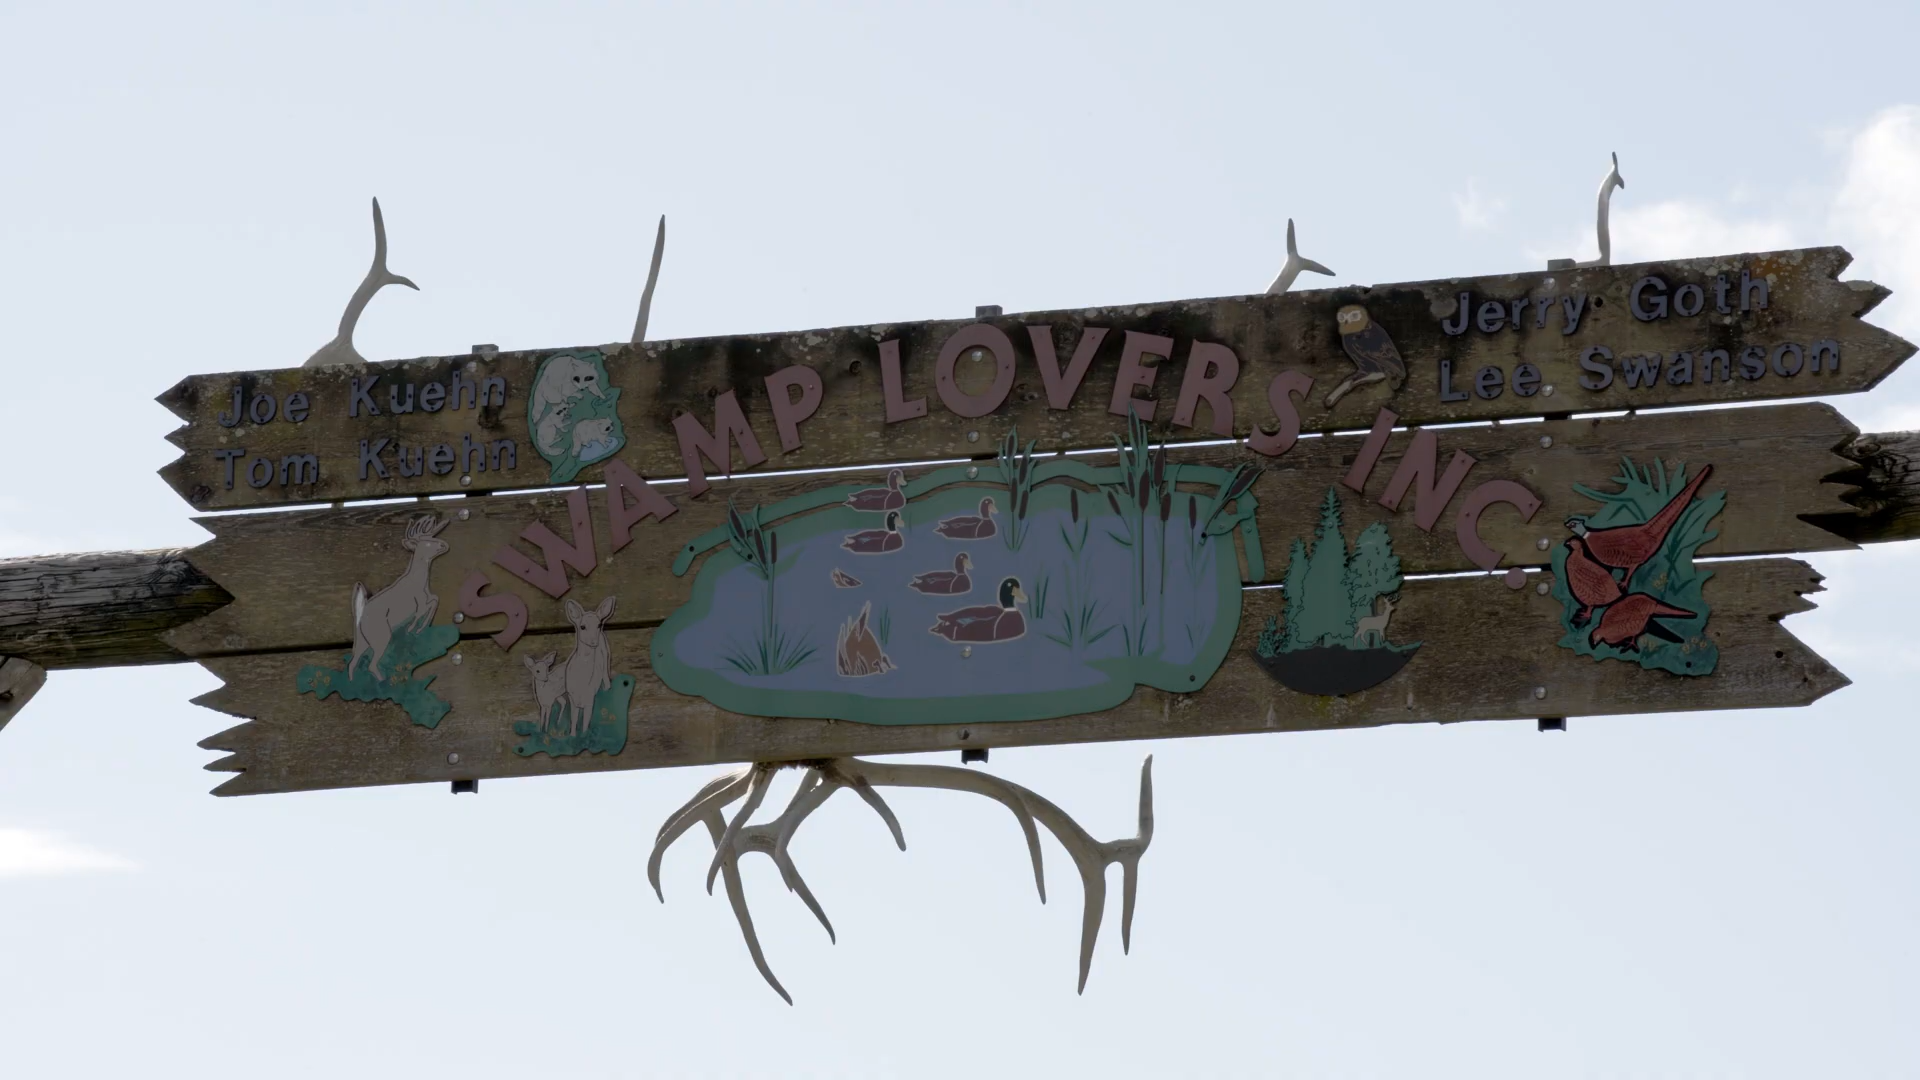 Joe Kuehn
Tom Kuehn
SWAMP LOVERS INC.
Jerry Goth
Lee Swanson